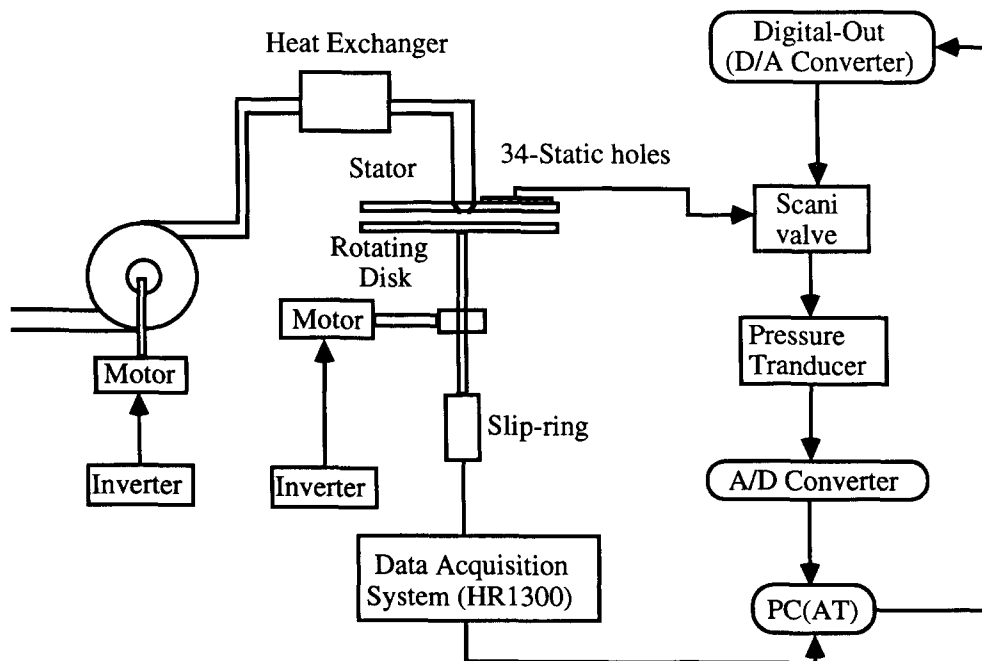 Heat Exchanger
Digital-Out
(D/A Converter)
34-Static holes
Stator
Scani
valve
Rotating
Disk
Motor
Pressure
Tranducer
Motor
Slip-ring
Inverter
Inverter
A/D Converter
Data Acquisition
System (HR1300)
PC(AT)